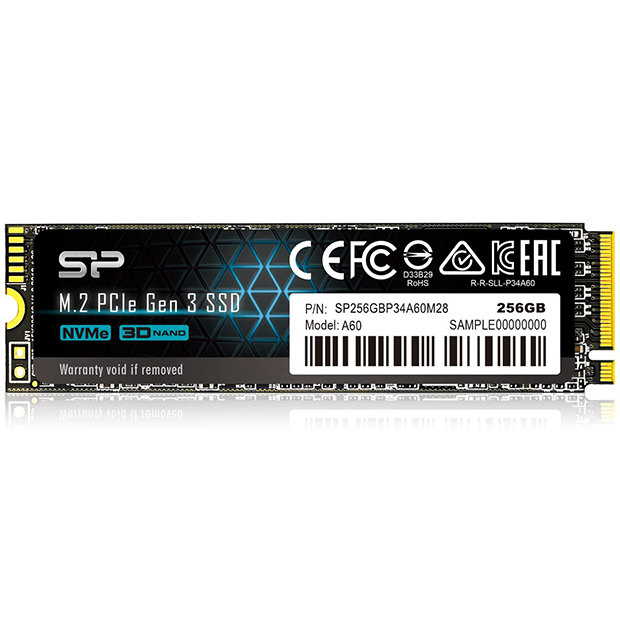 SP
M.2 PCIe Gen 3 SSD
NVMe 3D NAND
Warranty void if removed
CE FC D33B29 RoHS EAC
R-R-SLL-P34A60
P/N: SP256GBP34A60M28 256GB
Model: A60 SAMPLE00000000